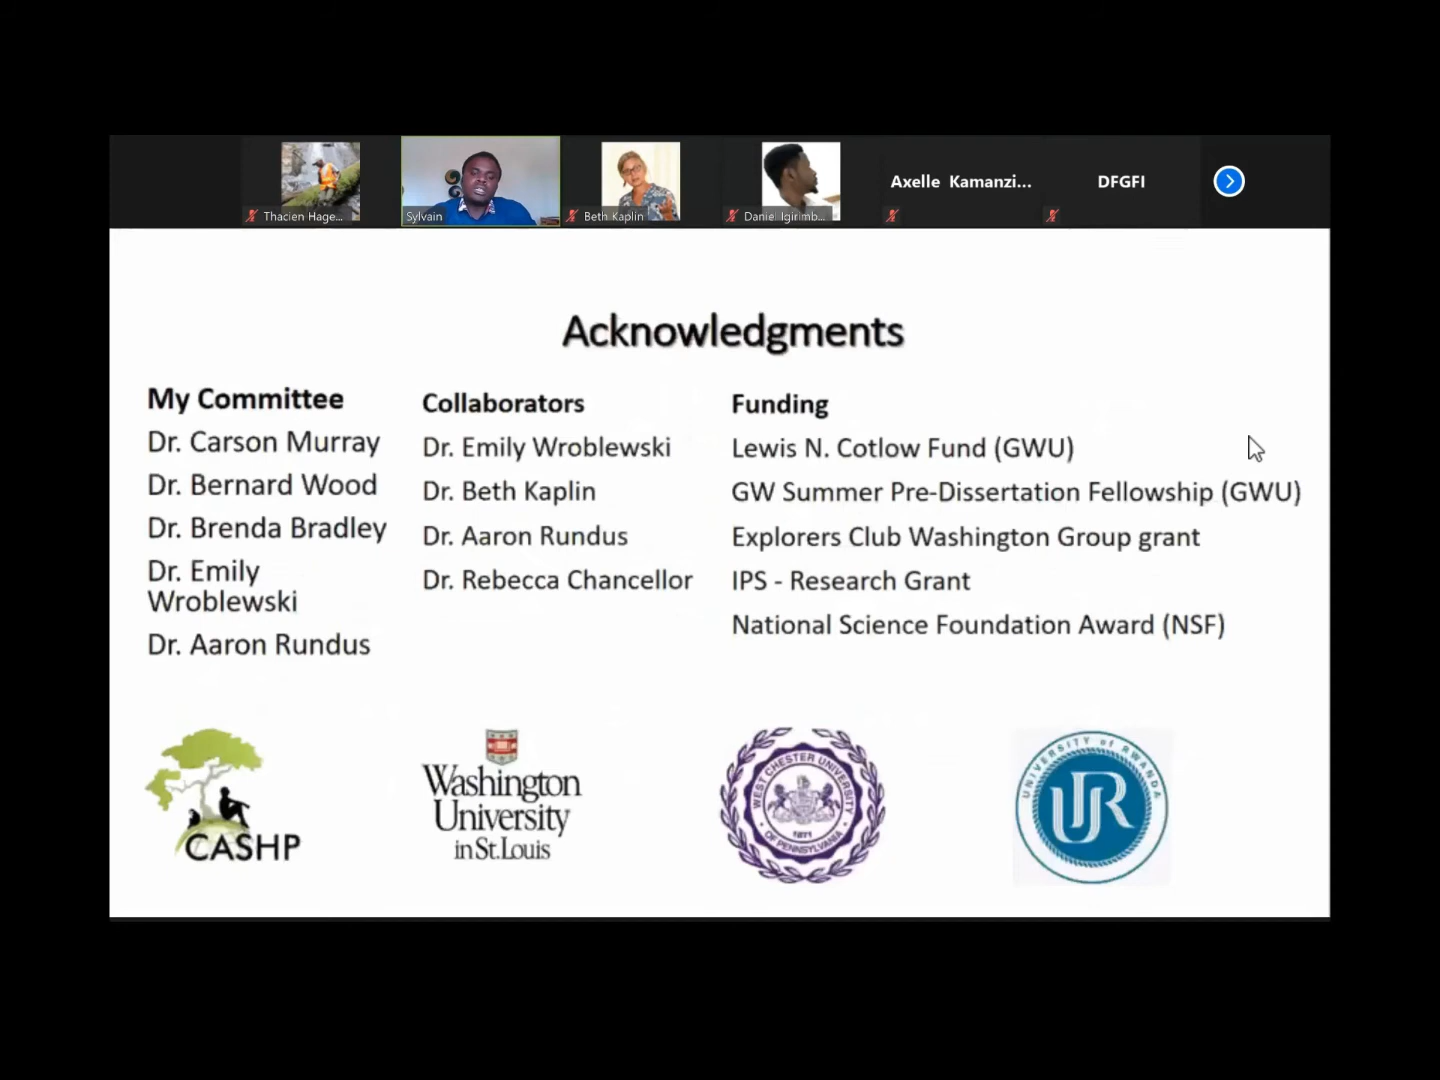 Axelle Kamanzi...
DFGFI
Thacien Hage...
Sylvain
Beth Kaplin
Daniel Igirimb...
Acknowledgments
My Committee
Dr. Carson Murray
Dr. Bernard Wood
Dr. Brenda Bradley
Dr. Emily
Wroblewski
Dr. Aaron Rundus
Collaborators
Dr. Emily Wroblewski
Dr. Beth Kaplin
Dr. Aaron Rundus
Dr. Rebecca Chancellor
Funding
Lewis N. Cotlow Fund (GWU)
GW Summer Pre-Dissertation Fellowship (GWU)
Explorers Club Washington Group grant
IPS - Research Grant
National Science Foundation Award (NSF)
CASHP
Washington
University
in St. Louis
WEST CHESTER UNIVERSITY
OF PENNSYLVANIA
1871
UNIVERSITY of RWANDA
UR